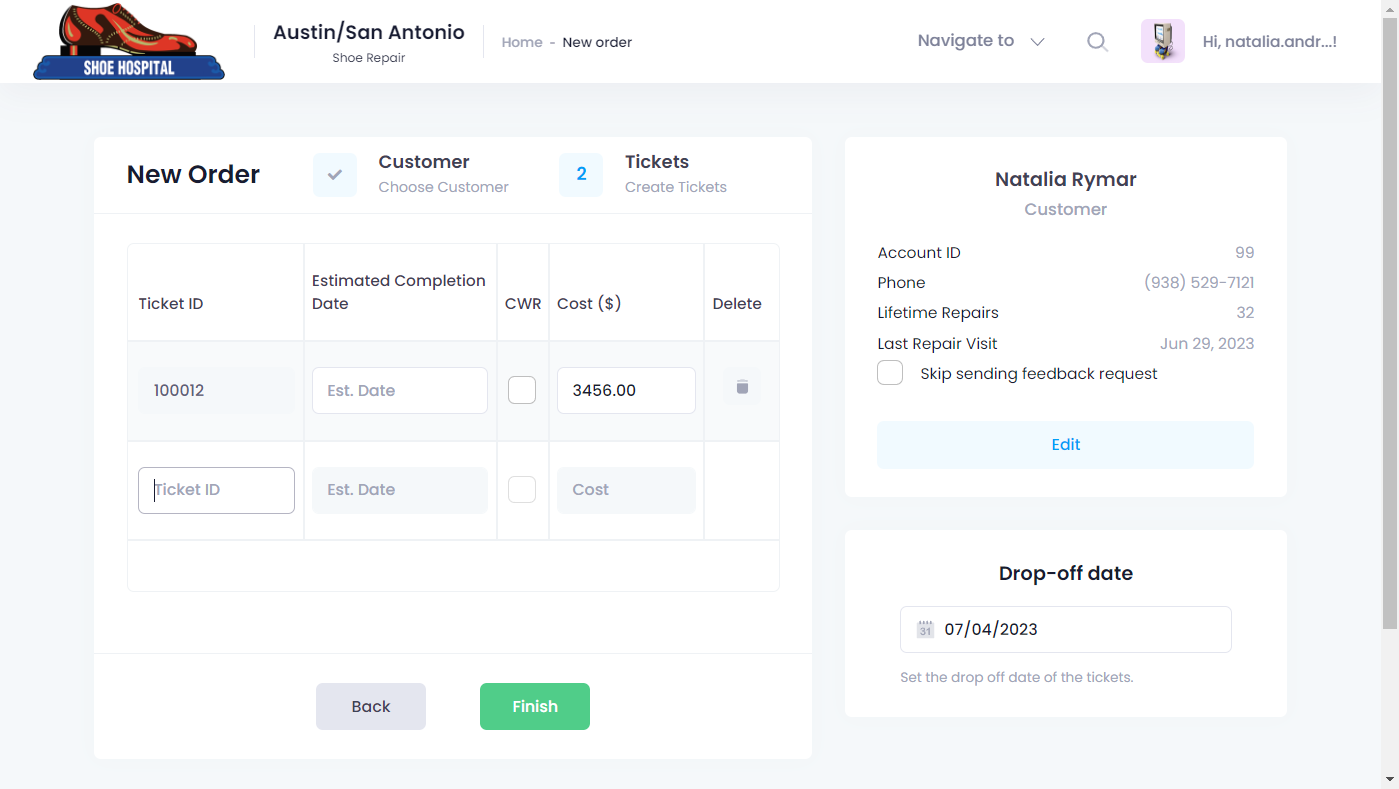 SHOE HOSPITAL
Austin/San Antonio
Shoe Repair
Home - New order
Navigate to
Hi, natalia.andr...!
New Order
Customer
Choose Customer
2
Tickets
Create Tickets
Ticket ID
Estimated Completion
Date
CWR
Cost ($)
Delete
100012
Est. Date
3456.00
Ticket ID
Est. Date
Cost
Back
Finish
Natalia Rymar
Customer
Account ID 99
Phone (938) 529-7121
Lifetime Repairs 32
Last Repair Visit Jun 29, 2023
Skip sending feedback request
Edit
Drop-off date
31
07/04/2023
Set the drop off date of the tickets.